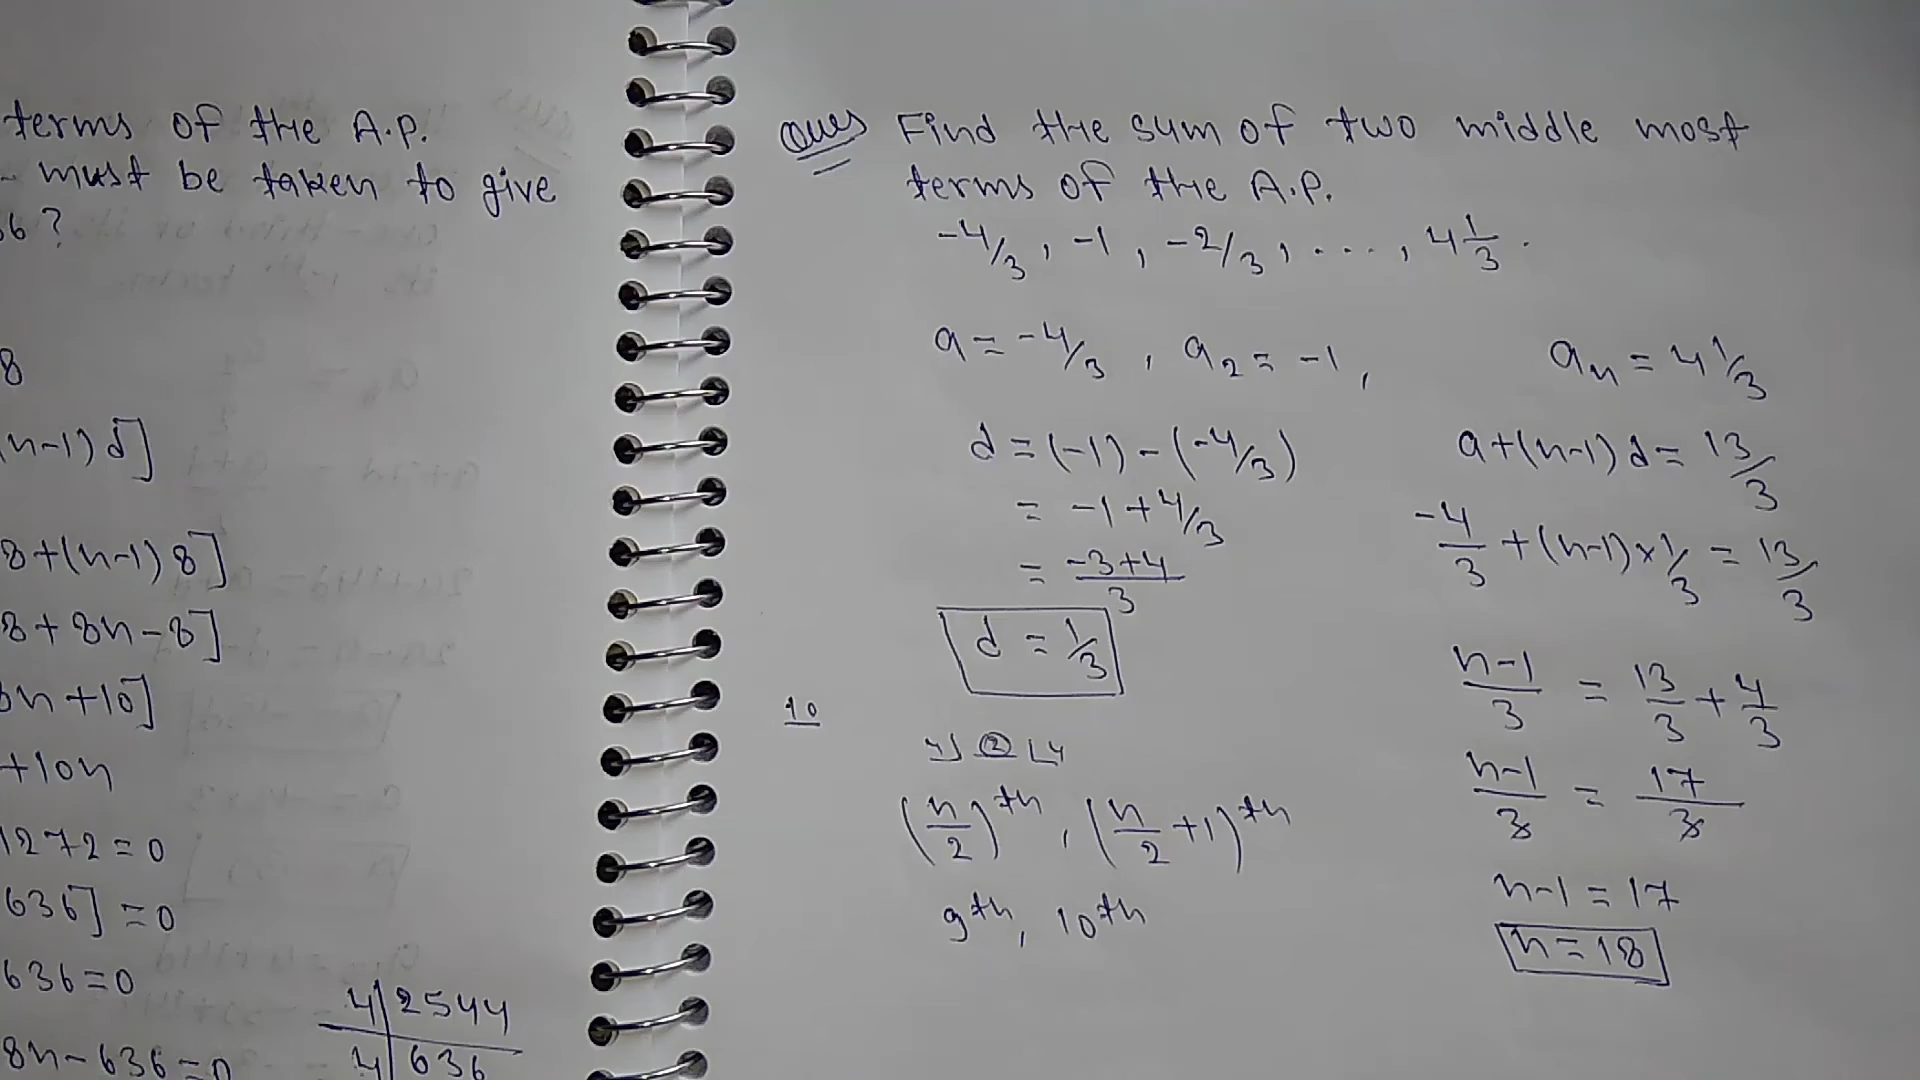 terms of the A.P.
must be taken to give
6 ?
8
(n-1) d]
8+(n-1) 8]
8+8n-8]
n+10]
+10n
1272=0
636]=0
636=0
8n-636=0
4|2544
4|636
Ques Find the sum of two middle most
terms of the A.P.
-4/3, -1, -2/3, ...., 4 1/3.
a=-4/3, a₂=-1,
d=(-1)-(-4/3)
= -1+4/3
= (-3+4)/3
d = 1/3
10
4] ② [4
(n/2)th, (n/2+1)th
9th, 10th
aₙ=4 1/3
a+(n-1)d=13/3
-4/3+(n-1)×1/3=13/3
(n-1)/3 = 13/3+4/3
(n-1)/3 = 17/3
n-1=17
n=18